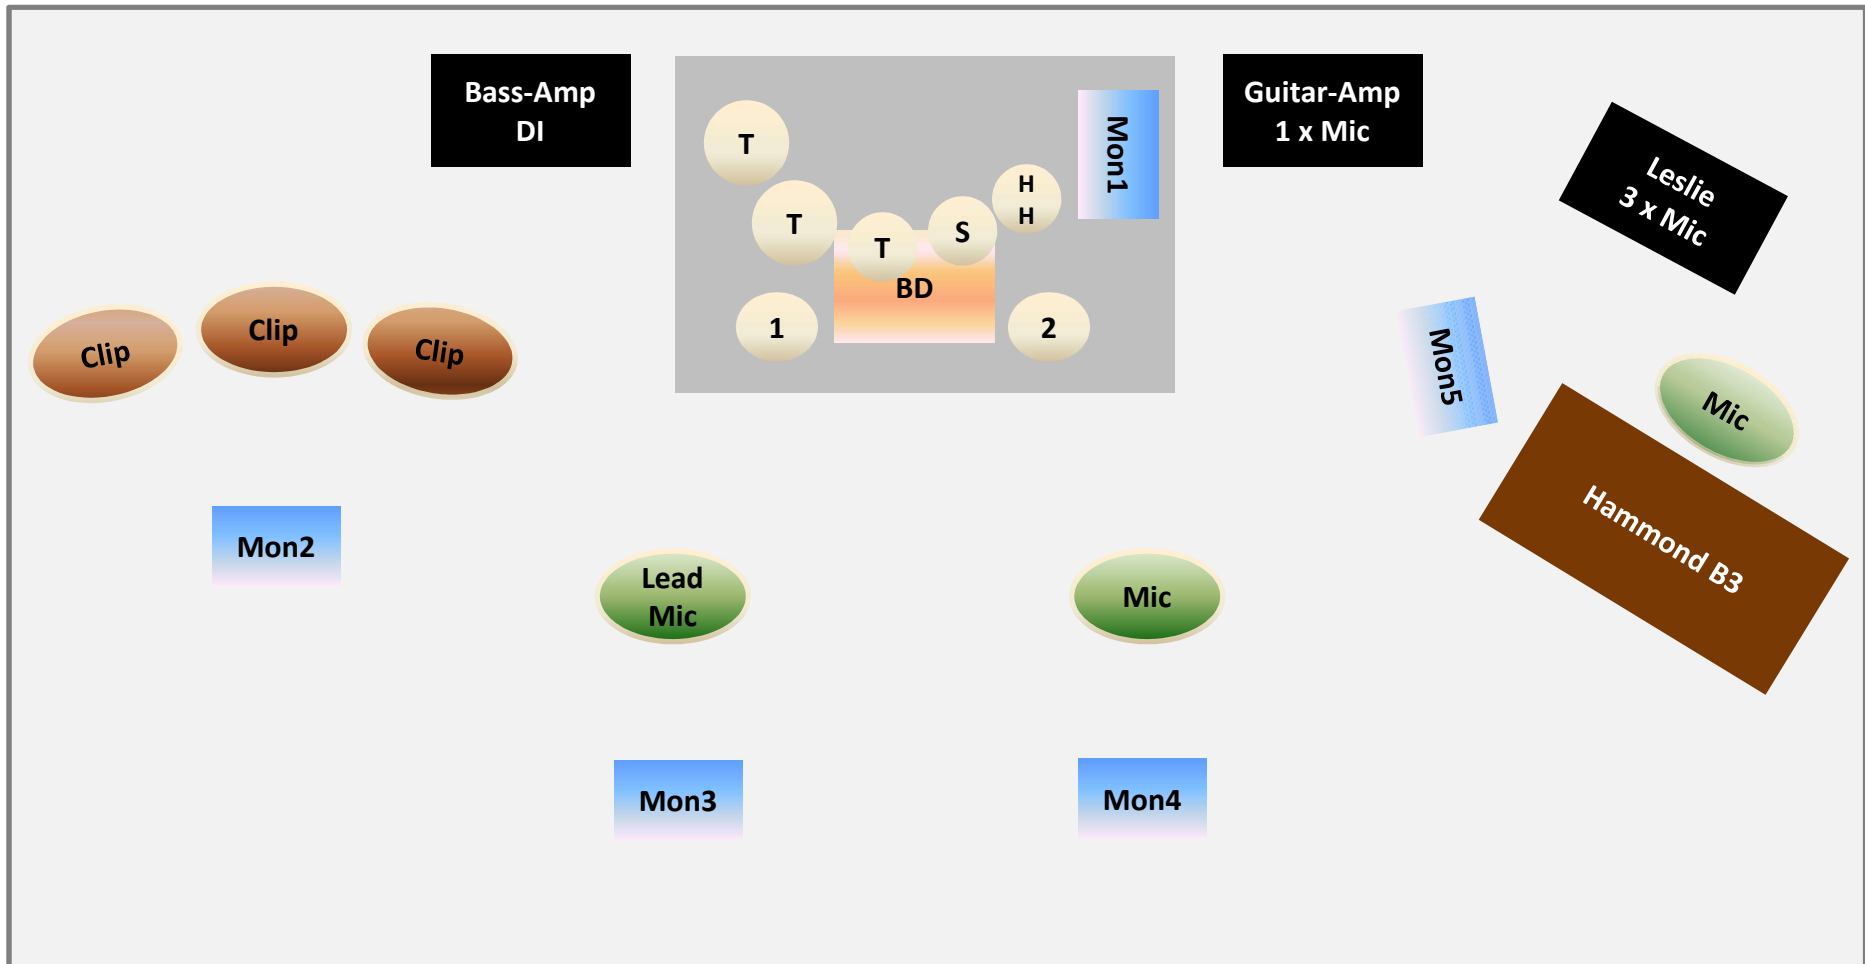 Bass-Amp
DI
Guitar-Amp
1 x Mic
Leslie
3 x Mic
T
T
T
S
H
H
Mon1
BD
1
2
Clip
Clip
Clip
Mon5
Mic
Hammond B3
Mon2
Lead
Mic
Mic
Mon3
Mon4